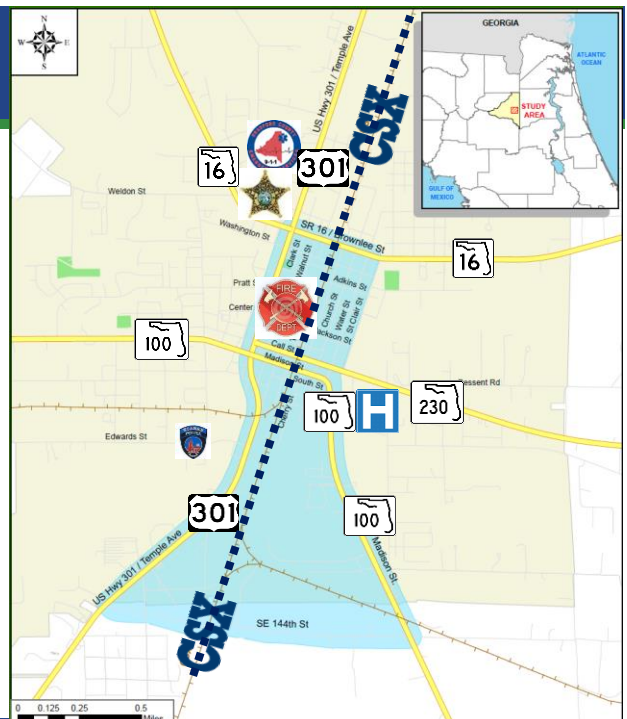 N
W E
S
GEORGIA
ATLANTIC
OCEAN
STUDY
AREA
GULF OF
MEXICO
US Hwy 301 / Temple Ave
CSX
9-1-1
16
301
Weldon St
Washington St
SR 16 / Brownlee St
16
Clark St
Walnut St
Pratt S
Adkins St
FIRE
DEPT
Center
Church St
Water St
St Clair St
Jackson St
100
Call St
Madison St
South St
Bessent Rd
100
H
230
Cherry St
Edwards St
POLICE
301
100
US Hwy 301 / Temple Ave
Madison St
CSX
SE 144th St
0 0.125 0.25 0.5
Miles